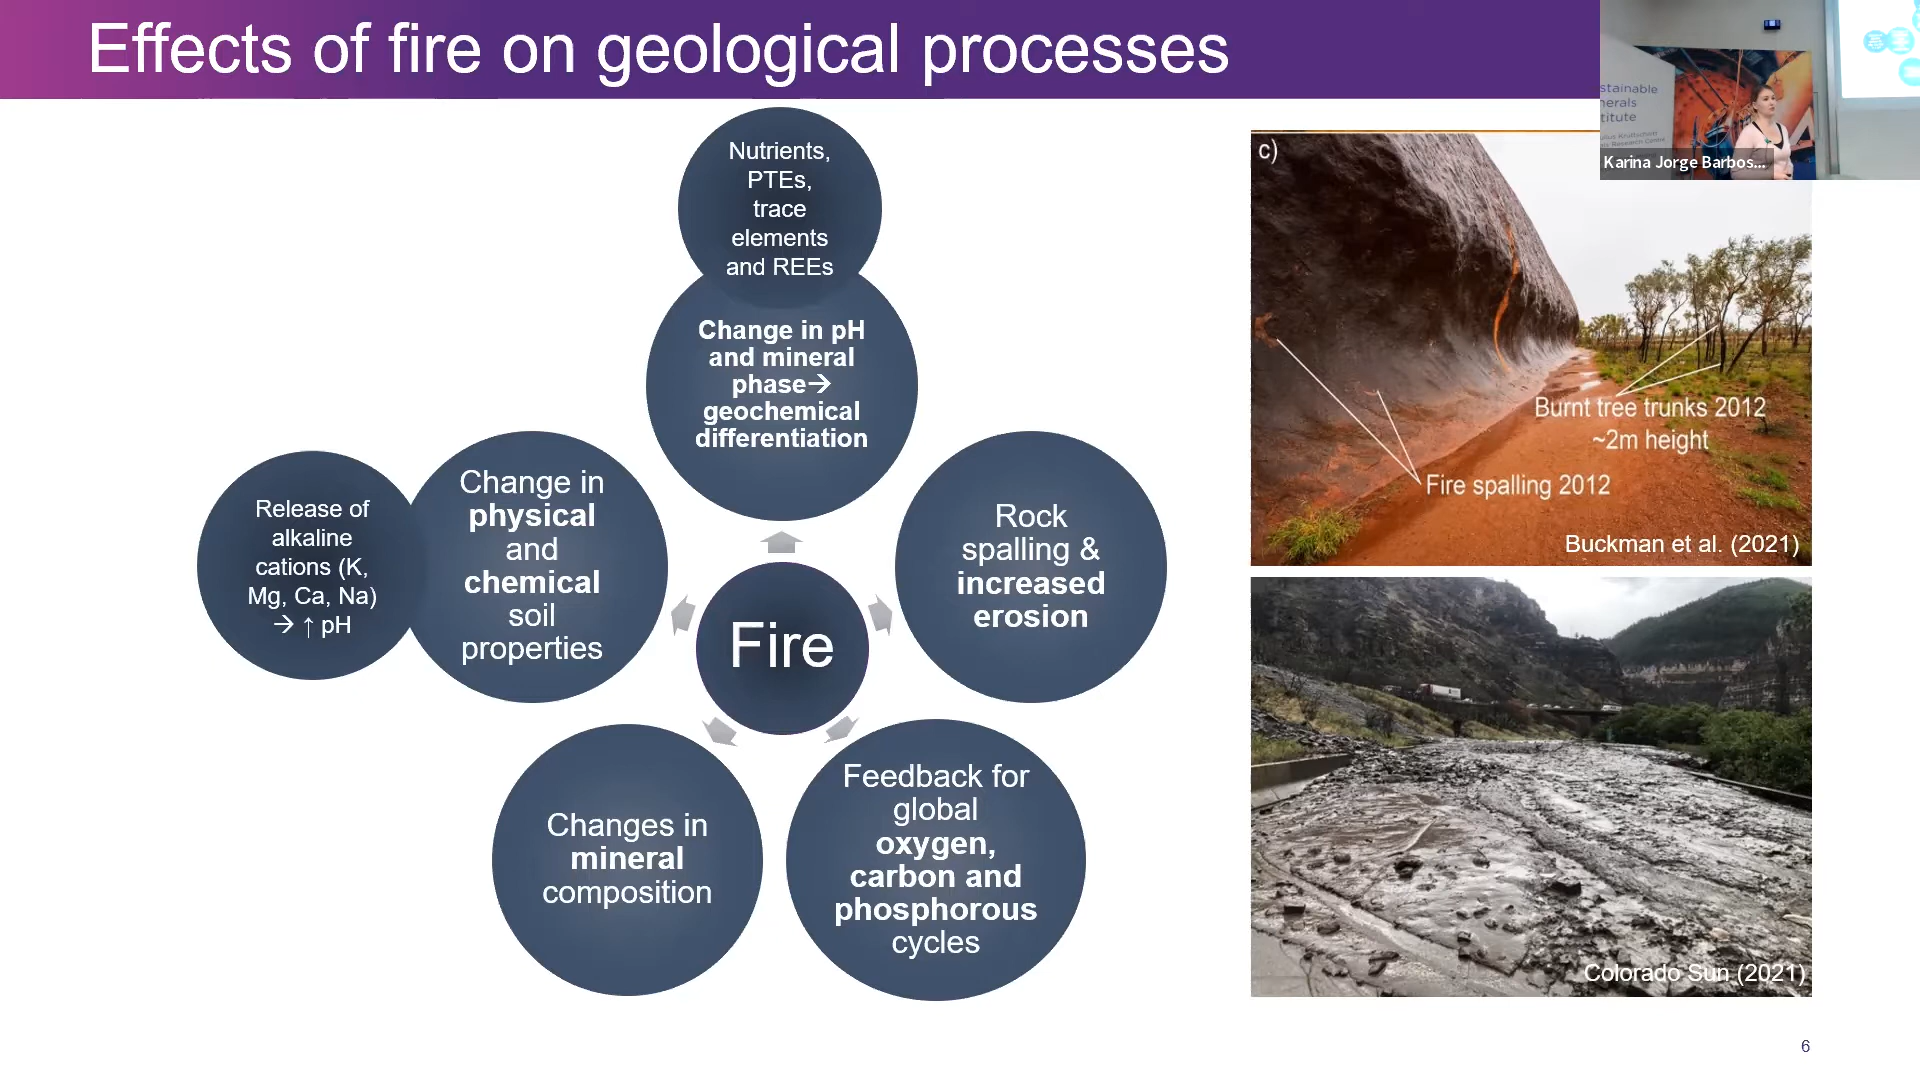 Effects of fire on geological processes
stainable
nerals
titute
Karina Jorge Barbos...
Nutrients,
PTEs,
trace
elements
and REEs
Change in pH
and mineral
phase→
geochemical
differentiation
Release of
alkaline
cations (K,
Mg, Ca, Na)
→ ↑ pH
Change in
physical
and
chemical
soil
properties
Rock
spalling &
increased
erosion
Fire
Changes in
mineral
composition
Feedback for
global
oxygen,
carbon and
phosphorous
cycles
c)
Burnt tree trunks 2012
~2m height
Fire spalling 2012
Buckman et al. (2021)
Colorado Sun (2021)
6